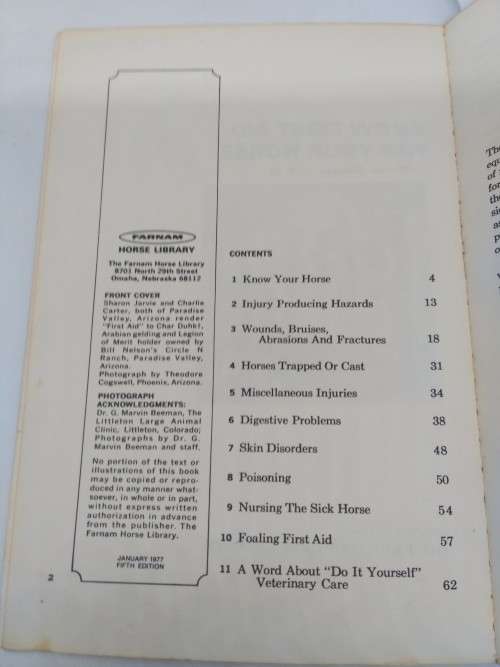 FARNAM
HORSE LIBRARY
The Farnam Horse Library
8701 North 29th Street
Omaha, Nebraska 68112
FRONT COVER
Sharon Jarvie and Charlie
Carter, both of Paradise
Valley, Arizona render
"First Aid" to Char Duhkt,
Arabian gelding and Legion
of Merit holder owned by
Bill Nelson's Circle N
Ranch, Paradise Valley,
Arizona.
Photograph by Theodore
Cogswell, Phoenix, Arizona.
PHOTOGRAPH
ACKNOWLEDGMENTS:
Dr. G. Marvin Beeman, The
Littleton Large Animal
Clinic, Littleton, Colorado;
Photographs by Dr. G.
Marvin Beeman and staff.
No portion of the text or
illustrations of this book
may be copied or repro-
duced in any manner what-
soever, in whole or in part,
without express written
authorization in advance
from the publisher. The
Farnam Horse Library.
JANUARY 1977
FIFTH EDITION
2
CONTENTS
1 Know Your Horse 4
2 Injury Producing Hazards 13
3 Wounds, Bruises,
Abrasions And Fractures 18
4 Horses Trapped Or Cast 31
5 Miscellaneous Injuries 34
6 Digestive Problems 38
7 Skin Disorders 48
8 Poisoning 50
9 Nursing The Sick Horse 54
10 Foaling First Aid 57
11 A Word About "Do It Yourself"
Veterinary Care 62